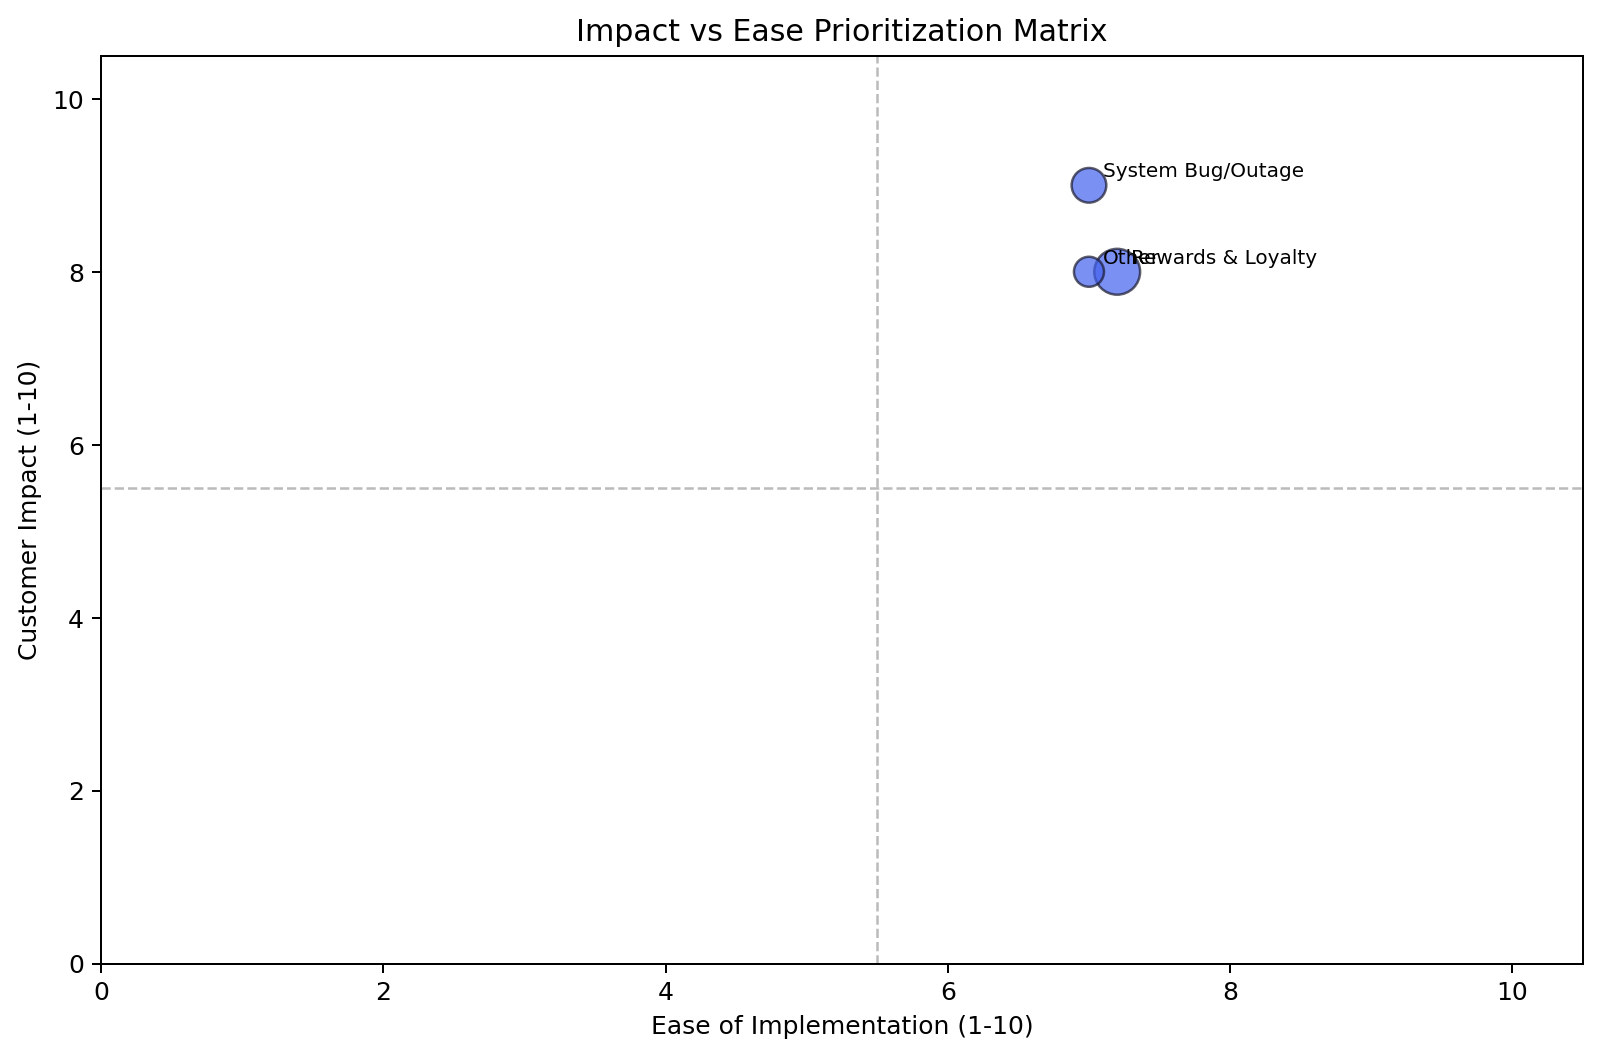 Impact vs Ease Prioritization Matrix
Customer Impact (1-10)
10
8
6
4
2
0
System Bug/Outage
Other
Rewards & Loyalty
0 2 4 6 8 10
Ease of Implementation (1-10)